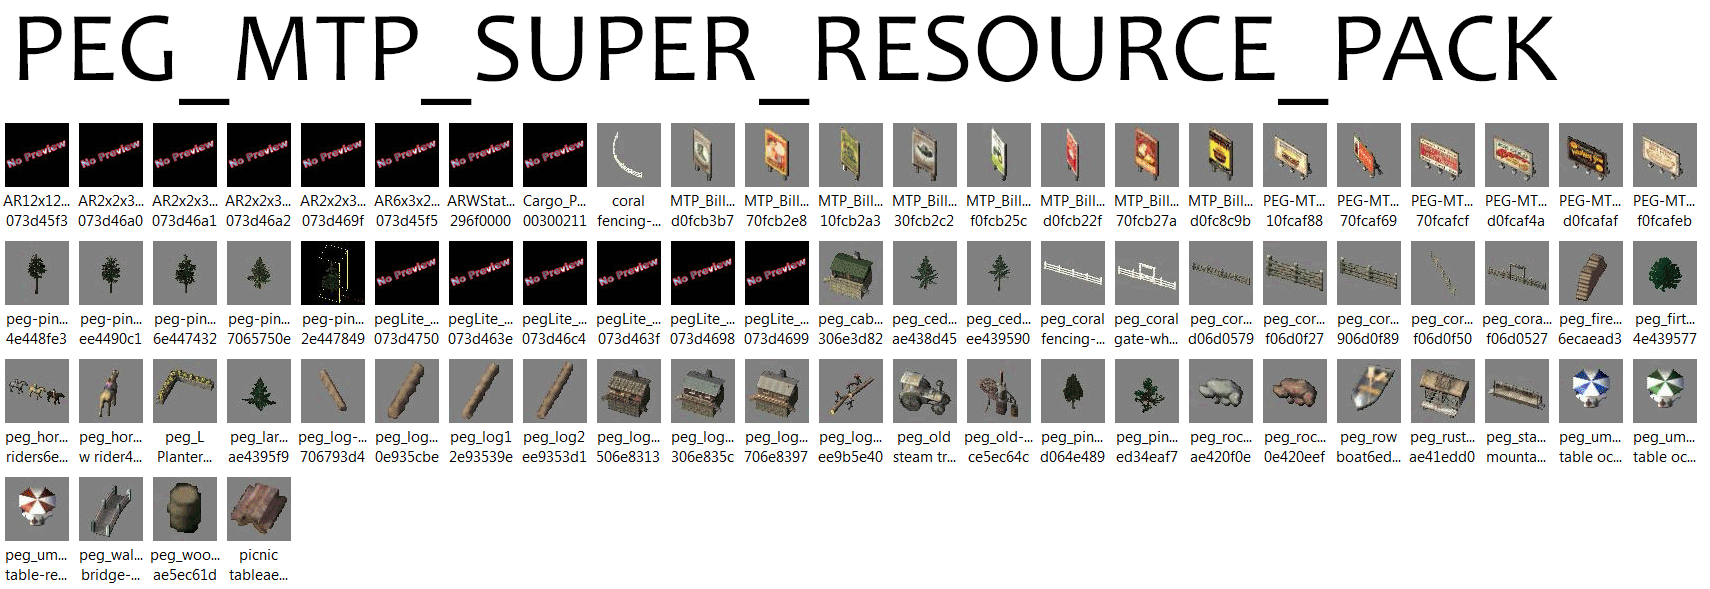 PEG_MTP_SUPER_RESOURCE_PACK
No Preview No Preview No Preview No Preview No Preview No Preview No Preview No Preview
AR12x12... AR2x2x3... AR2x2x3... AR2x2x3... AR2x2x3... AR6x3x2... ARWStat... Cargo_P... coral MTP_Bill... MTP_Bill... MTP_Bill... MTP_Bill... MTP_Bill... MTP_Bill... MTP_Bill... MTP_Bill... PEG-MT... PEG-MT... PEG-MT... PEG-MT... PEG-MT... PEG-MT...
073d45f3 073d46a0 073d46a1 073d46a2 073d469f 073d45f5 296f0000 00300211 fencing-... d0fcb3b7 70fcb2e8 10fcb2a3 30fcb2c2 f0fcb25c d0fcb22f 70fcb27a d0fc8c9b 10fcaf88 70fcaf69 70fcafcf d0fcaf4a d0fcafaf f0fcafeb
No Preview No Preview No Preview No Preview No Preview No Preview
peg-pin... peg-pin... peg-pin... peg-pin... peg-pin... pegLite_... pegLite_... pegLite_... pegLite_... pegLite_... pegLite_... peg_cab... peg_ced... peg_ced... peg_coral peg_coral peg_cor... peg_cor... peg_cor... peg_cor... peg_cora... peg_fire... peg_firt...
4e448fe3 ee4490c1 6e447432 7065750e 2e447849 073d4750 073d463e 073d46c4 073d463f 073d4698 073d4699 306e3d82 ae438d45 ee439590 fencing-... gate-wh... d06d0579 f06d0f27 906d0f89 f06d0f50 f06d0527 6ecaead3 4e439577
peg_hor... peg_hor... peg_L peg_lar... peg_log-... peg_log... peg_log1 peg_log2 peg_log... peg_log... peg_log... peg_log... peg_old peg_old-... peg_pin... peg_pin... peg_roc... peg_roc... peg_row peg_rust... peg_sta... peg_um... peg_um...
riders6e... w rider4... Planter... ae4395f9 706793d4 0e935cbe 2e93539e ee9353d1 506e8313 306e835c 706e8397 ee9b5e40 steam tr... ce5ec64c d064e489 ed34eaf7 ae420f0e 0e420eef boat6ed... ae41edd0 mounta... table oc... table oc...
peg_um... peg_wal... peg_woo... picnic
table-re... bridge-... ae5ec61d tableae...